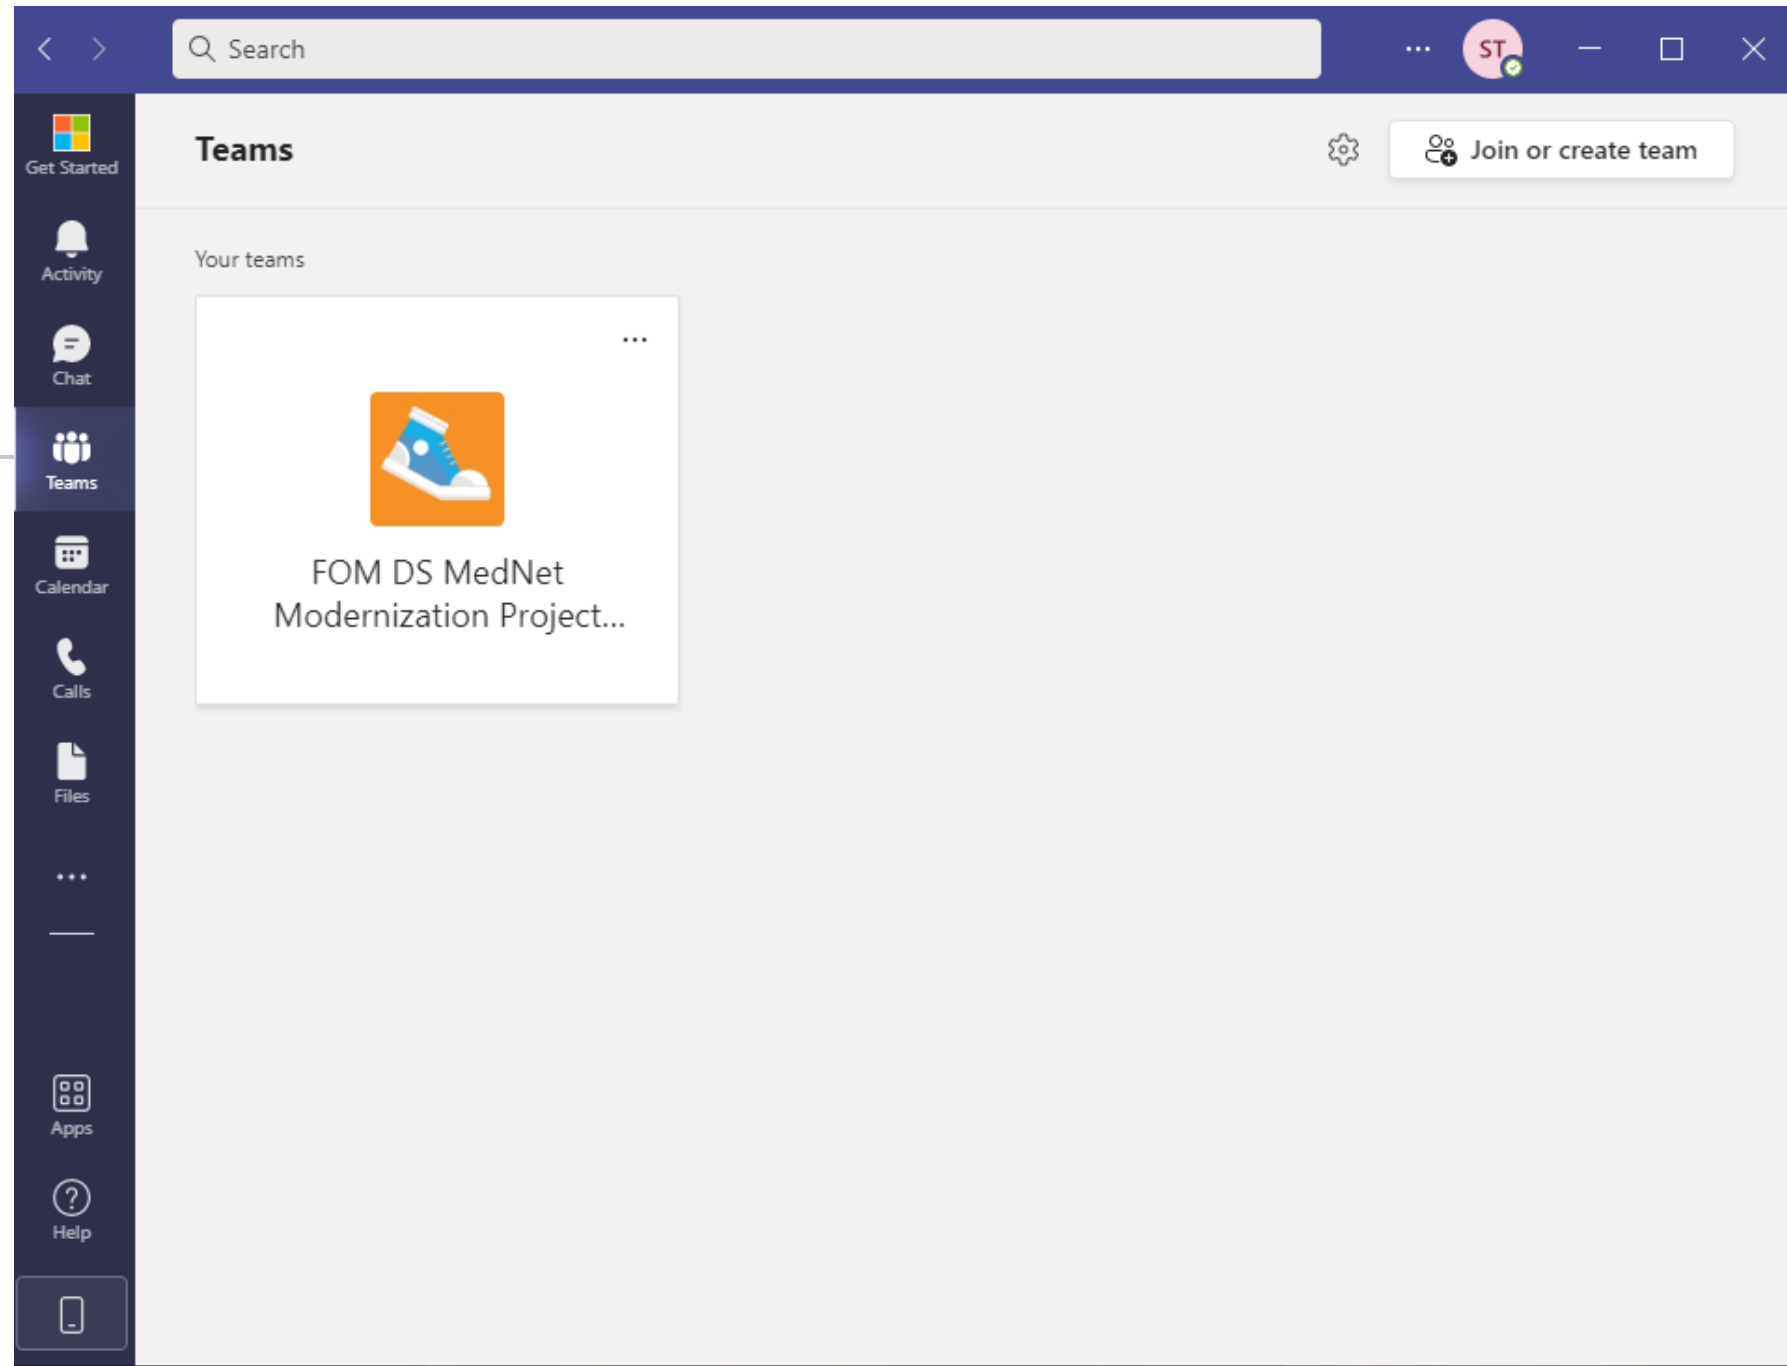 Search
ST
Get Started
Activity
Chat
Teams
Calendar
Calls
Files
Apps
Help
Teams
Join or create team
Your teams
FOM DS MedNet
Modernization Project...